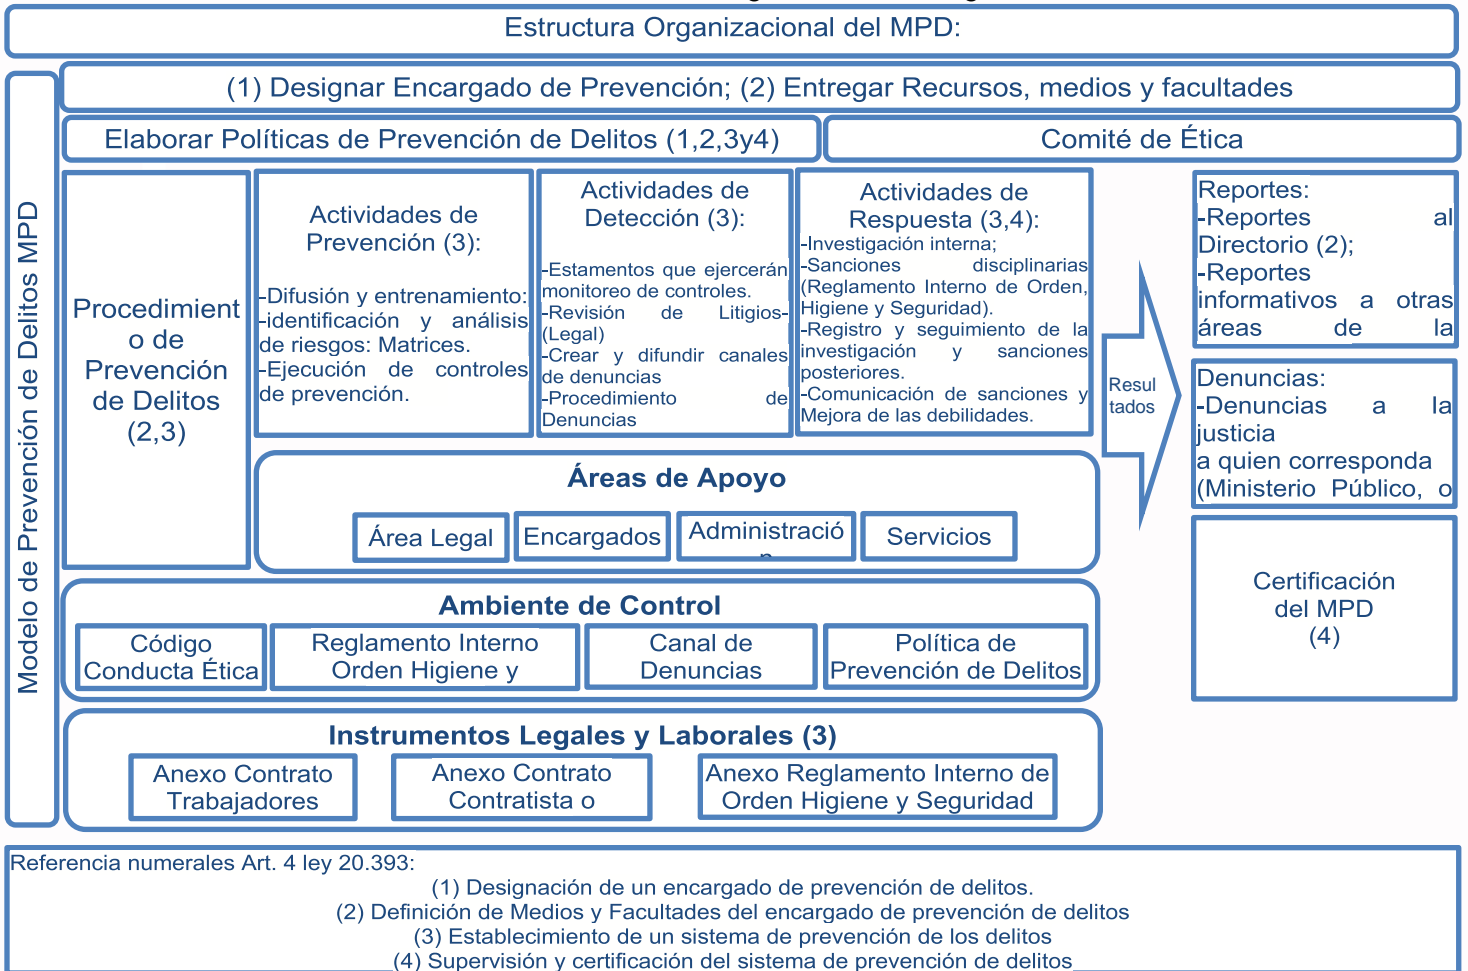 Estructura Organizacional del MPD:
Modelo de Prevención de Delitos MPD
(1) Designar Encargado de Prevención; (2) Entregar Recursos, medios y facultades
Elaborar Políticas de Prevención de Delitos (1,2,3y4)
Comité de Ética
Procedimient
o de
Prevención
de Delitos
(2,3)
Actividades de
Prevención (3):
-Difusión y entrenamiento:
-identificación y análisis
de riesgos: Matrices.
-Ejecución de controles
de prevención.
Actividades de
Detección (3):
-Estamentos que ejercerán
monitoreo de controles.
-Revisión de Litigios-
(Legal)
-Crear y difundir canales
de denuncias
-Procedimiento de
Denuncias
Actividades de
Respuesta (3,4):
-Investigación interna;
-Sanciones disciplinarias
(Reglamento Interno de Orden,
Higiene y Seguridad).
-Registro y seguimiento de la
investigación y sanciones
posteriores.
-Comunicación de sanciones y
Mejora de las debilidades.
Resul
tados
Reportes:
-Reportes al
Directorio (2);
-Reportes
informativos a otras
áreas de la
Denuncias:
-Denuncias a la
justicia
a quien corresponda
(Ministerio Público, o
Certificación
del MPD
(4)
Áreas de Apoyo
Área Legal
Encargados
Administració
n
Servicios
Ambiente de Control
Código
Conducta Ética
Reglamento Interno
Orden Higiene y
Canal de
Denuncias
Política de
Prevención de Delitos
Instrumentos Legales y Laborales (3)
Anexo Contrato
Trabajadores
Anexo Contrato
Contratista o
Anexo Reglamento Interno de
Orden Higiene y Seguridad
Referencia numerales Art. 4 ley 20.393:
(1) Designación de un encargado de prevención de delitos.
(2) Definición de Medios y Facultades del encargado de prevención de delitos
(3) Establecimiento de un sistema de prevención de los delitos
(4) Supervisión y certificación del sistema de prevención de delitos